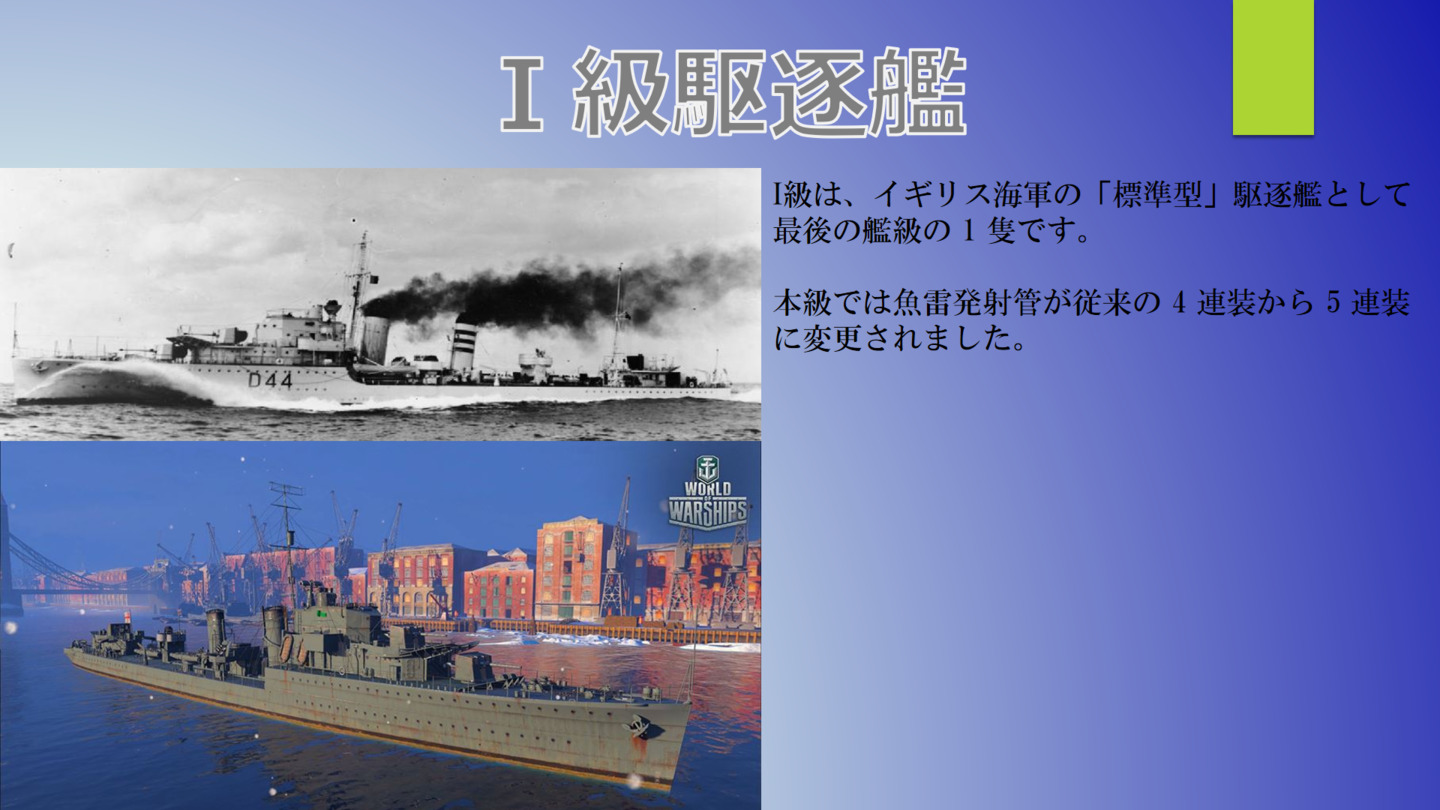 I 級駆逐艦
I級は、イギリス海軍の「標準型」駆逐艦として
最後の艦級の 1 隻です。
本級では魚雷発射管が従来の 4 連装から 5 連装
に変更されました。
D44
WORLD
OF
WARSHIPS